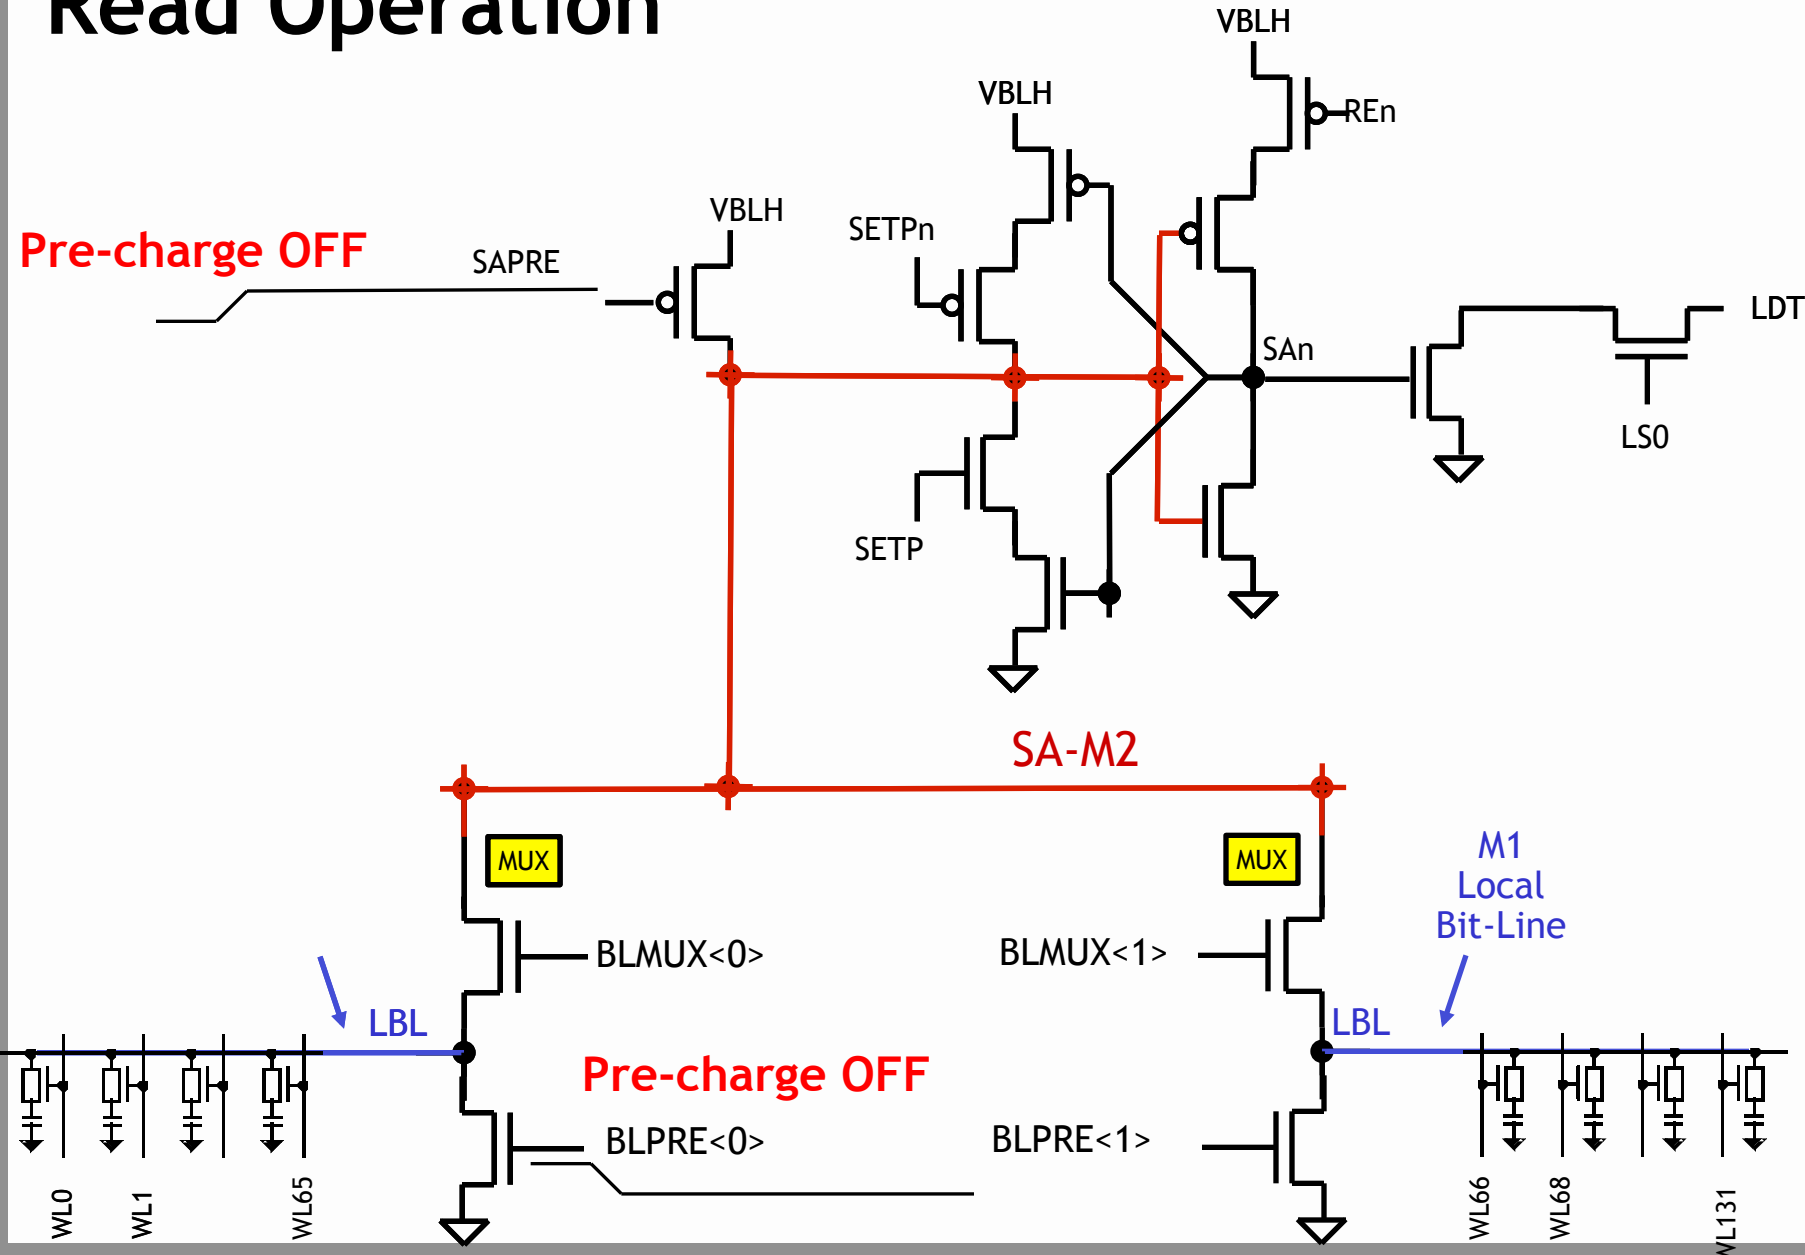 Read Operation
VBLH
VBLH
REn
VBLH
SETPn
Pre-charge OFF
SAPRE
LDT
SAn
LS0
SETP
SA-M2
MUX
MUX
M1
Local
Bit-Line
BLMUX<0>
BLMUX<1>
LBL
LBL
Pre-charge OFF
BLPRE<0>
BLPRE<1>
WL0
WL1
WL65
WL66
WL68
WL131